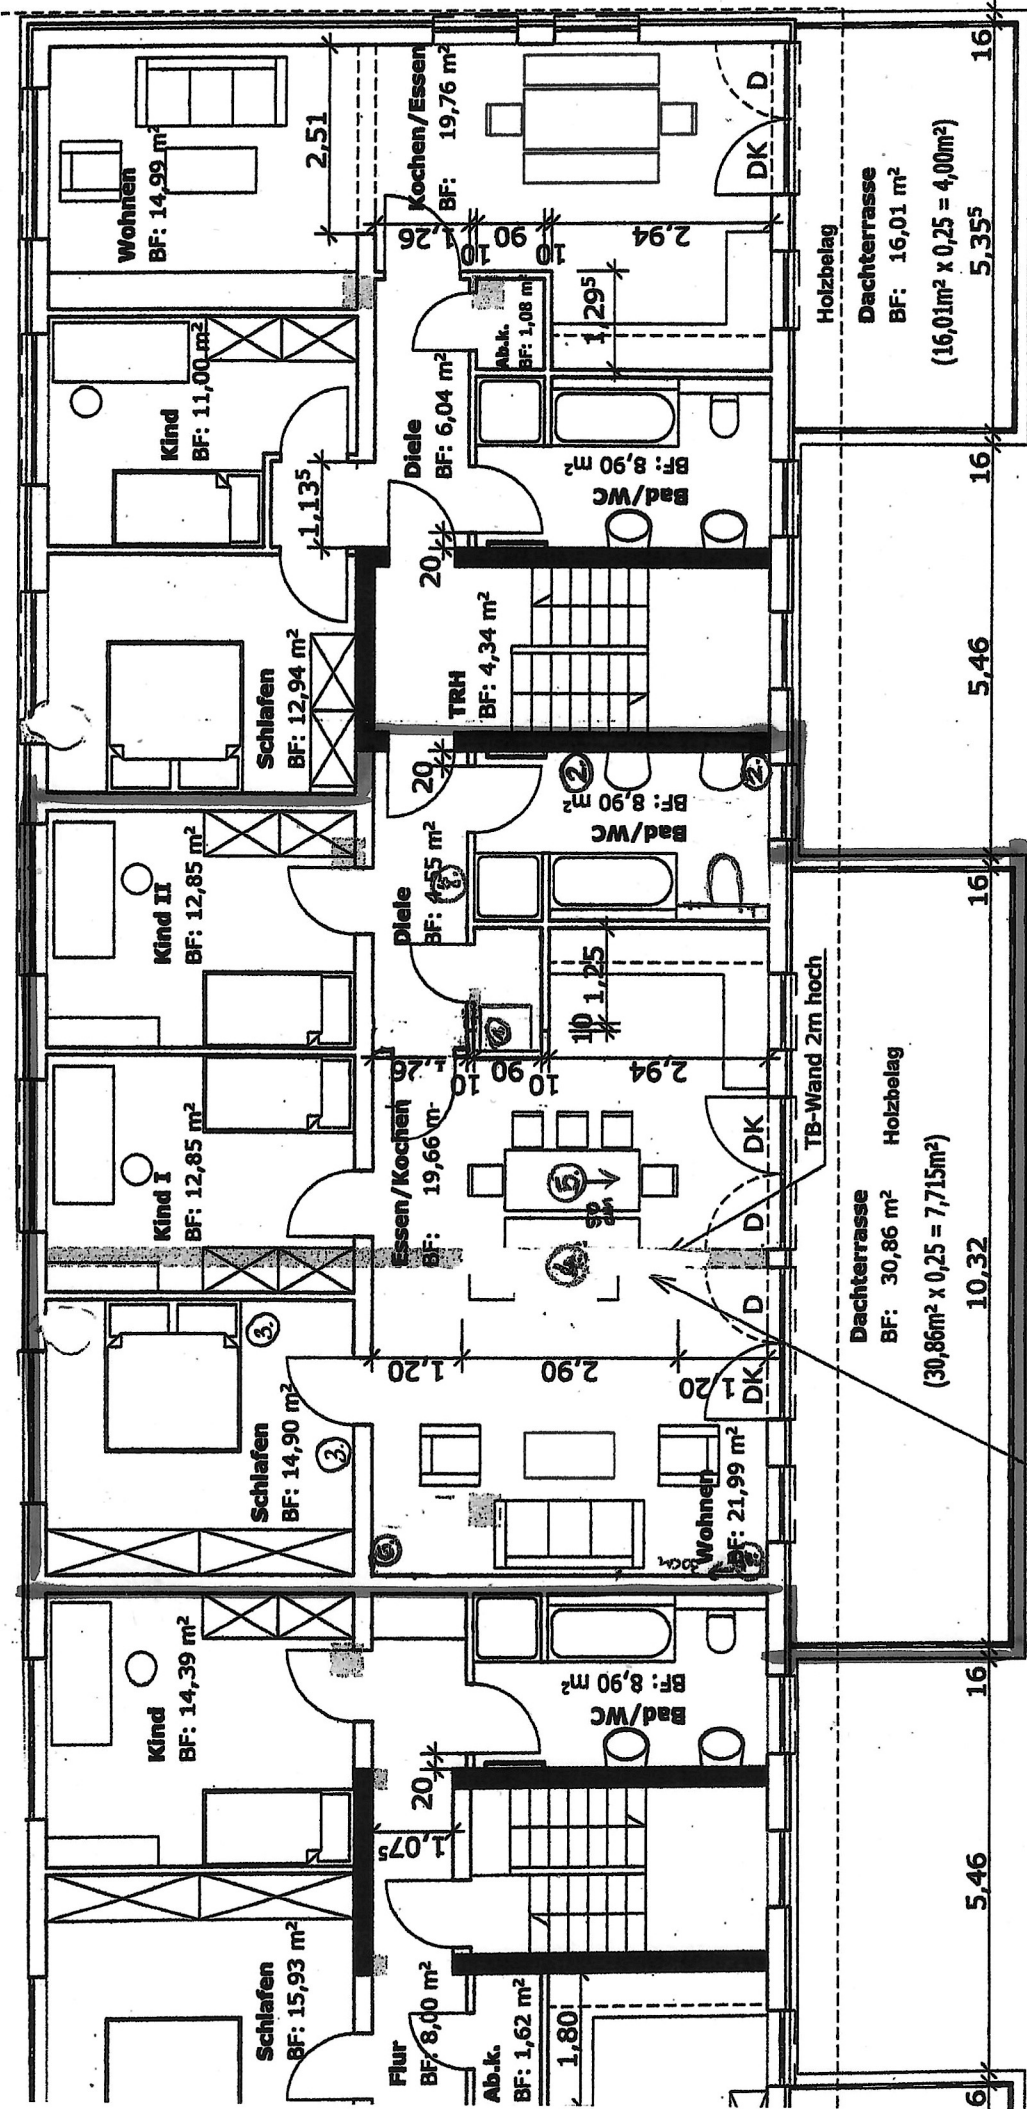 Wohnen
BF: 14,99 m²
2,51
Kochen/Essen
BF: 19,76 m²
1,26
10
90
10
2,94
DK
D
16
Kind
BF: 11,00 m²
1,13⁵
Diele
BF: 6,04 m²
Ab.k.
BF: 1,08 m²
1,29⁵
Bad/WC
BF: 8,90 m²
20
Holzbelag
Dachterrasse
BF: 16,01 m²
(16,01m² x 0,25 = 4,00m²)
5,35⁵
16
Schlafen
BF: 12,94 m²
TRH
BF: 4,34 m²
5,46
Kind II
BF: 12,85 m²
20
Diele
BF: 4,55 m²
2.
Bad/WC
BF: 8,90 m²
2.
1,25
10
16
Kind I
BF: 12,85 m²
1,26
10
90
10
2,94
Essen/Kochen
BF: 19,66 m
5.
DK
D
D
DK
TB-Wand 2m hoch
Holzbelag
Dachterrasse
BF: 30,86 m²
(30,86m² x 0,25 = 7,715m²)
10,32
3.
Schlafen
BF: 14,90 m²
3.
1,20
2,90
1,20
Wohnen
BF: 21,99 m²
6.
Kind
BF: 14,39 m²
Bad/WC
BF: 8,90 m²
20
1,07⁵
16
5,46
Schlafen
BF: 15,93 m²
Flur
BF: 8,00 m²
Ab.k.
BF: 1,62 m²
1,80